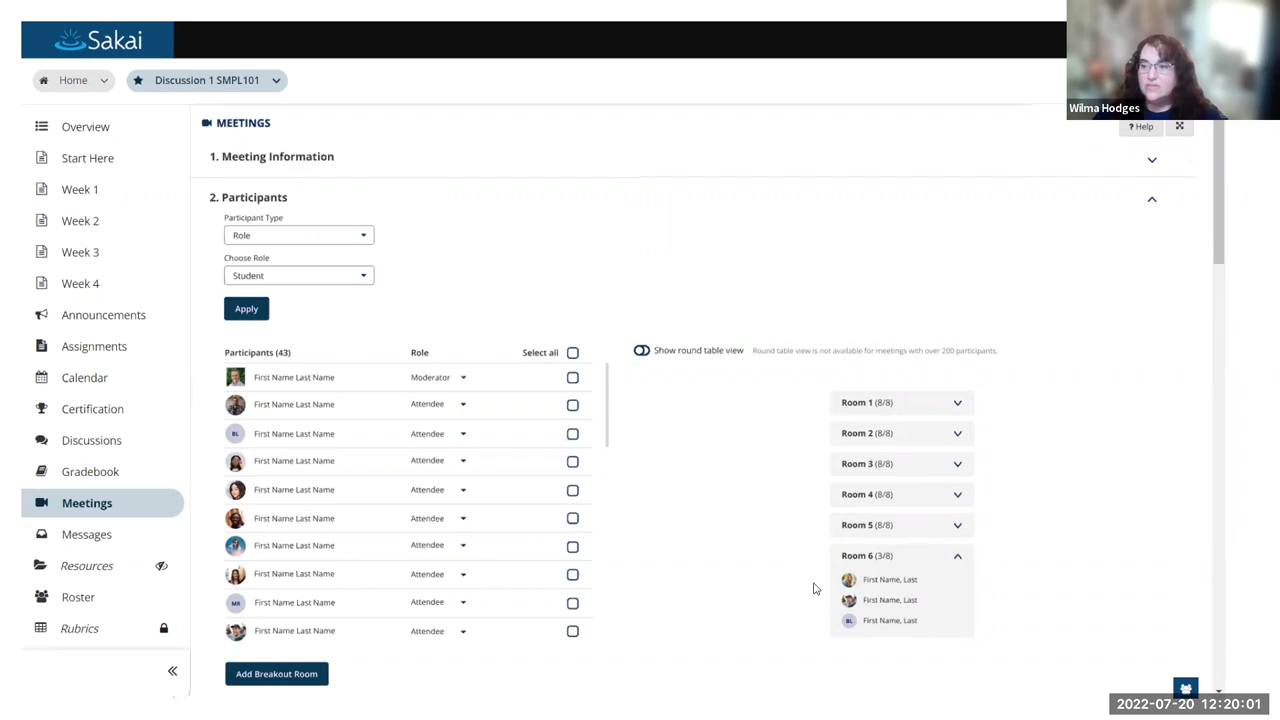 Sakai
Wilma Hodges
Home
Discussion 1 SMPL101
Overview
Start Here
Week 1
Week 2
Week 3
Week 4
Announcements
Assignments
Calendar
Certification
Discussions
Gradebook
Meetings
Messages
Resources
Roster
Rubrics
MEETINGS
? Help
1. Meeting Information
2. Participants
Participant Type
Role
Choose Role
Student
Apply
Participants (43) Role Select all
First Name Last Name Moderator
First Name Last Name Attendee
BL First Name Last Name Attendee
First Name Last Name Attendee
First Name Last Name Attendee
First Name Last Name Attendee
First Name Last Name Attendee
First Name Last Name Attendee
MR First Name Last Name Attendee
First Name Last Name Attendee
Add Breakout Room
Show round table view Round table view is not available for meetings with over 200 participants.
Room 1 (8/8)
Room 2 (8/8)
Room 3 (8/8)
Room 4 (8/8)
Room 5 (8/8)
Room 6 (3/8)
First Name, Last
First Name, Last
BL First Name, Last
2022-07-20 12:20:01